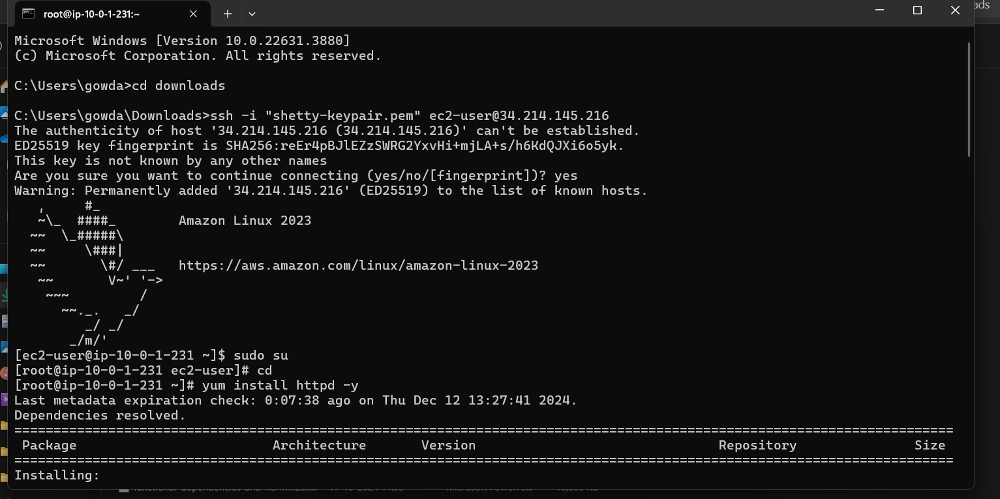 ads
root@ip-10-0-1-231:~
Microsoft Windows [Version 10.0.22631.3880]
(c) Microsoft Corporation. All rights reserved.
C:\Users\gowda>cd downloads
C:\Users\gowda\Downloads>ssh -i "shetty-keypair.pem" ec2-user@34.214.145.216
The authenticity of host '34.214.145.216 (34.214.145.216)' can't be established.
ED25519 key fingerprint is SHA256:reEr4pBJlEZzSWRG2YxvHi+mjLA+s/h6KdQJXi6o5yk.
This key is not known by any other names
Are you sure you want to continue connecting (yes/no/[fingerprint])? yes
Warning: Permanently added '34.214.145.216' (ED25519) to the list of known hosts.
   ,     #_
   ~\_  ####_        Amazon Linux 2023
  ~~  \_#####\
  ~~     \###|
  ~~       \#/ ___   https://aws.amazon.com/linux/amazon-linux-2023
   ~~       V~' '->
    ~~~         /
      ~~._.   _/
         _/ _/
       _/m/'
[ec2-user@ip-10-0-1-231 ~]$ sudo su
[root@ip-10-0-1-231 ec2-user]# cd
[root@ip-10-0-1-231 ~]# yum install httpd -y
Last metadata expiration check: 0:07:38 ago on Thu Dec 12 13:27:41 2024.
Dependencies resolved.
========================================================================================================================
 Package                         Architecture       Version                               Repository               Size
========================================================================================================================
Installing: